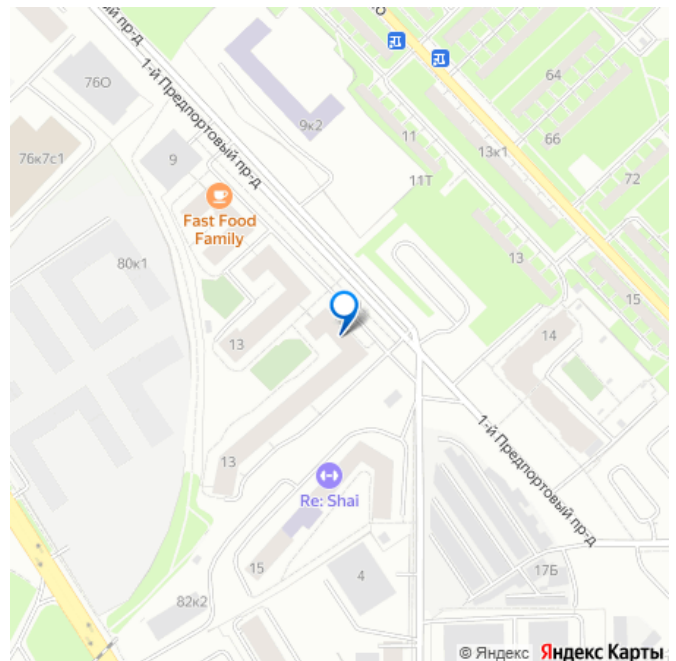 1-й Предпортовый пр-д
76О
9к2
64
11
13к1
66
76к7с1
9
11Т
72
Fast Food
Family
80к1
13
15
13
14
1-й Предпортовый пр-д
13
Re: Shai
15
4
17Б
82к2
© Яндекс Яндекс Карты